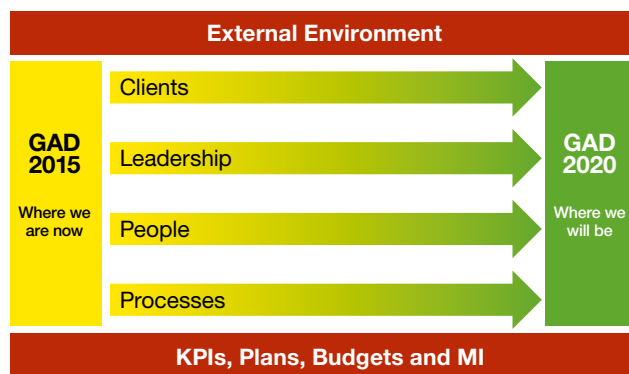 External Environment
GAD
2015
Where we
are now
Clients
Leadership
People
Processes
GAD
2020
Where we
will be
KPIs, Plans, Budgets and MI